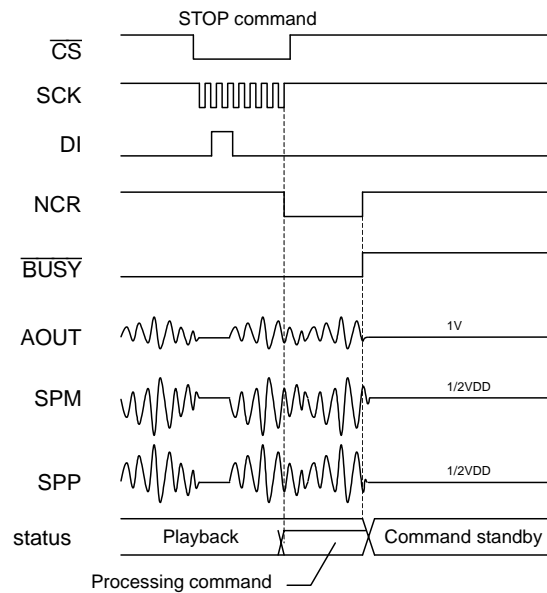 STOP command
CS
SCK
DI
NCR
BUSY
AOUT
1V
SPM
1/2VDD
SPP
1/2VDD
status
Playback
Command standby
Processing command